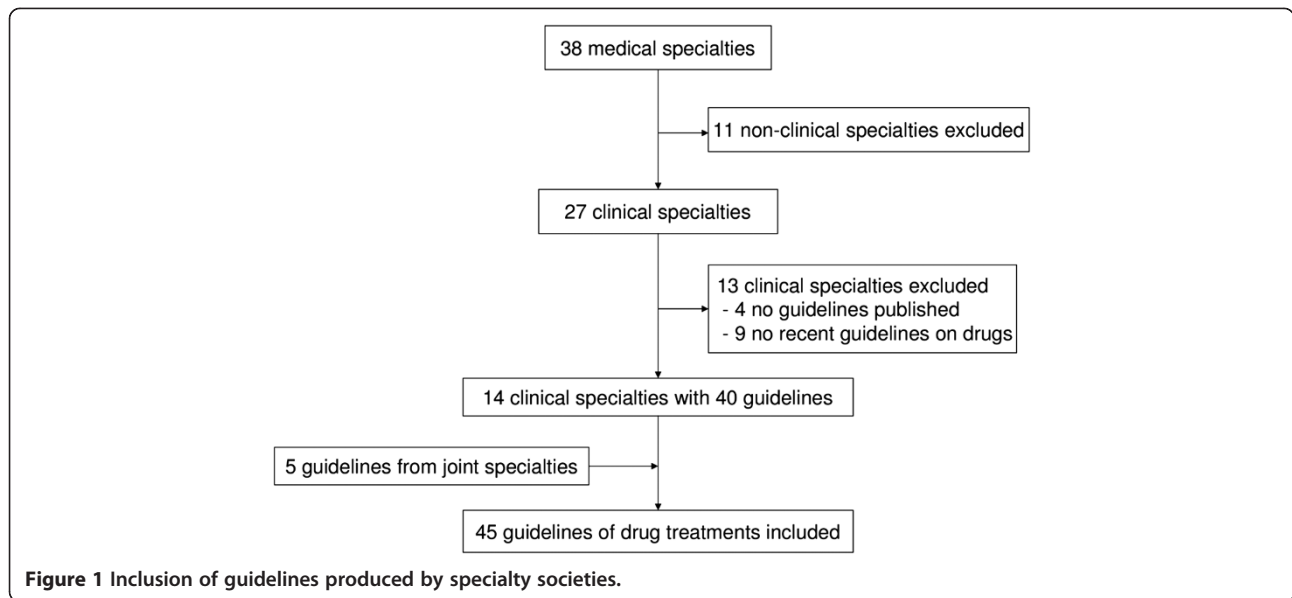 38 medical specialties
11 non-clinical specialties excluded
27 clinical specialties
13 clinical specialties excluded
- 4 no guidelines published
- 9 no recent guidelines on drugs
14 clinical specialties with 40 guidelines
5 guidelines from joint specialties
45 guidelines of drug treatments included
Figure 1 Inclusion of guidelines produced by specialty societies.